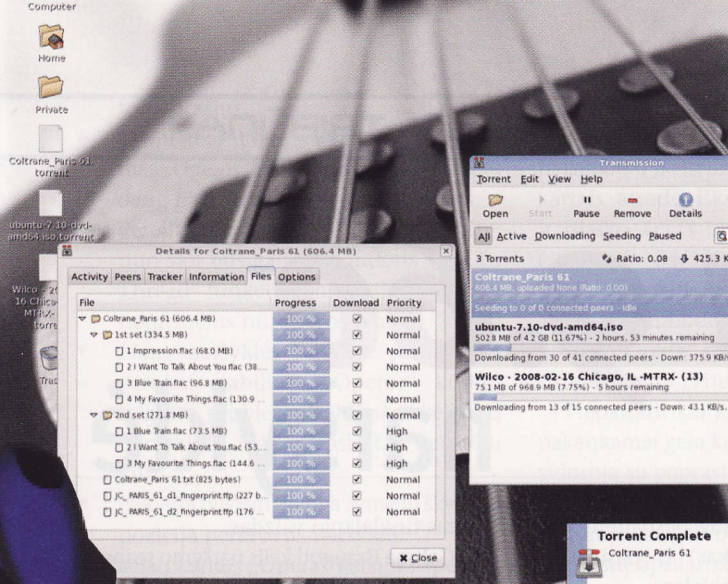 Computer
Home
Private
Coltrane_Paris 61.
torrent
ubuntu-7.10-dvd-
amd64.iso.torrent
Transmission
Torrent Edit View Help
Open Start Pause Remove Details
All Active Downloading Seeding Paused
3 Torrents Ratio: 0.08 425.3 K
Coltrane_Paris 61
606.4 MB, uploaded None (Ratio: 0.00)
Seeding to 0 of 0 connected peers - Idle
ubuntu-7.10-dvd-amd64.iso
502.8 MB of 4.2 GB (11.67%) - 2 hours, 53 minutes remaining
Downloading from 30 of 41 connected peers - Down: 375.9 KB/
Wilco - 2008-02-16 Chicago, IL -MTRX- (13)
75.1 MB of 968.9 MB (7.75%) - 5 hours remaining
Downloading from 13 of 15 connected peers - Down: 43.1 KB/s,
Details for Coltrane_Paris 61 (606.4 MB)
Activity Peers Tracker Information Files Options
File Progress Download Priority
Coltrane_Paris 61 (606.4 MB) 100 % Normal
1st set (334.5 MB) 100 % Normal
1 Impression.flac (68.0 MB) 100 % Normal
2 I Want To Talk About You.flac (38... 100 % Normal
3 Blue Train.flac (96.8 MB) 100 % Normal
4 My Favourite Things.flac (130.9 ... 100 % Normal
2nd set (271.8 MB) 100 % Normal
1 Blue Train.flac (73.5 MB) 100 % High
2 I Want To Talk About You.flac (53... 100 % High
3 My Favourite Things.flac (144.6 ... 100 % High
Coltrane_Paris 61.txt (825 bytes) 100 % Normal
JC_ PARIS_61_d1_fingerprint.ffp (227 b... 100 % Normal
JC_ PARIS_61_d2_fingerprint.ffp (176 ... 100 % Normal
Close
Torrent Complete
Coltrane_Paris 61